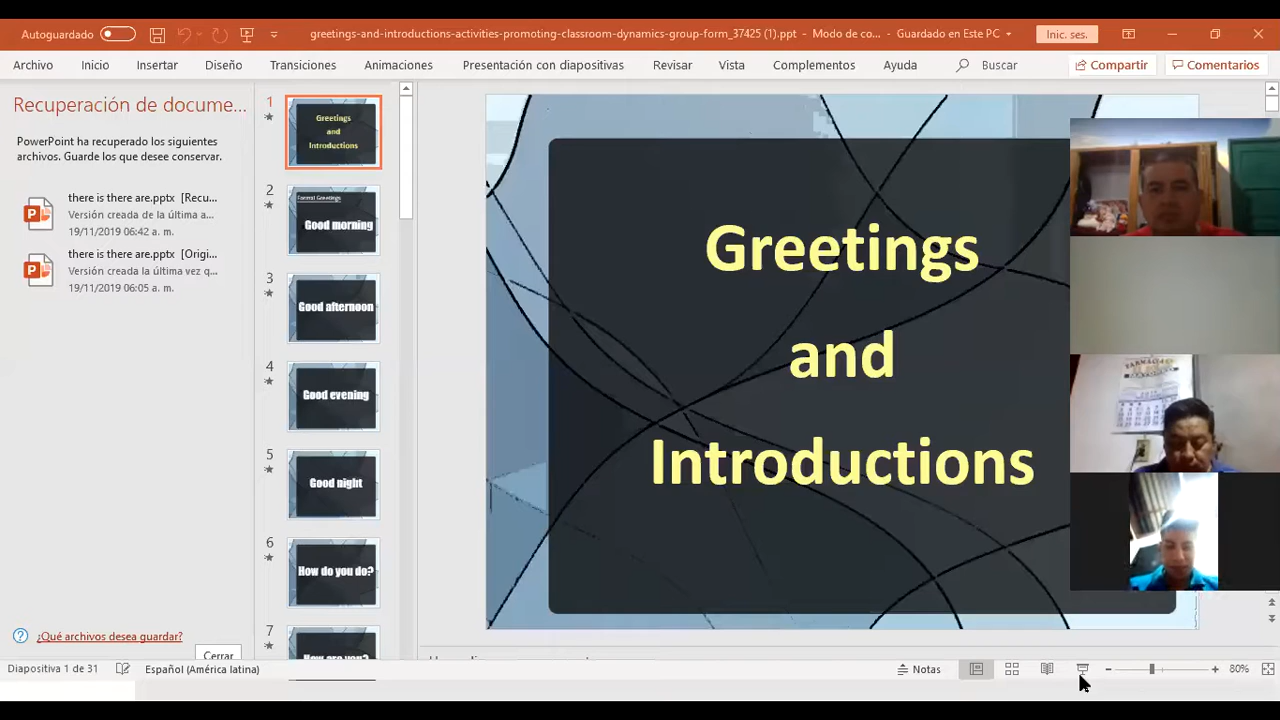 Autoguardado
greetings-and-introductions-activities-promoting-classroom-dynamics-group-form_37425 (1).ppt - Modo de co... - Guardado en Este PC
Inic. ses.
Archivo Inicio Insertar Diseño Transiciones Animaciones Presentación con diapositivas Revisar Vista Complementos Ayuda Buscar Compartir Comentarios
Recuperación de docume...
PowerPoint ha recuperado los siguientes
archivos. Guarde los que desee conservar.
there is there are.pptx [Recu...
Versión creada de la última a...
19/11/2019 06:42 a. m.
there is there are.pptx [Origi...
Versión creada la última vez q...
19/11/2019 06:05 a. m.
¿Qué archivos desea guardar?
Cerrar
1
Greetings
and
Introductions
2
Formal Greetings
Good morning
3
Good afternoon
4
Good evening
5
Good night
6
How do you do?
7
How are you?
Greetings
and
Introductions
Diapositiva 1 de 31
Español (América latina)
Notas
80%